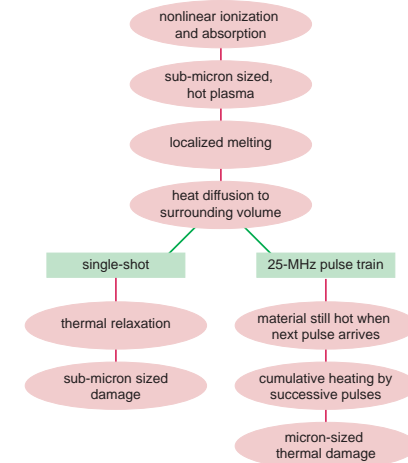 nonlinear ionization
and absorption
sub-micron sized,
hot plasma
localized melting
heat diffusion to
surrounding volume
single-shot
25-MHz pulse train
thermal relaxation
material still hot when
next pulse arrives
sub-micron sized
damage
cumulative heating by
successive pulses
micron-sized
thermal damage